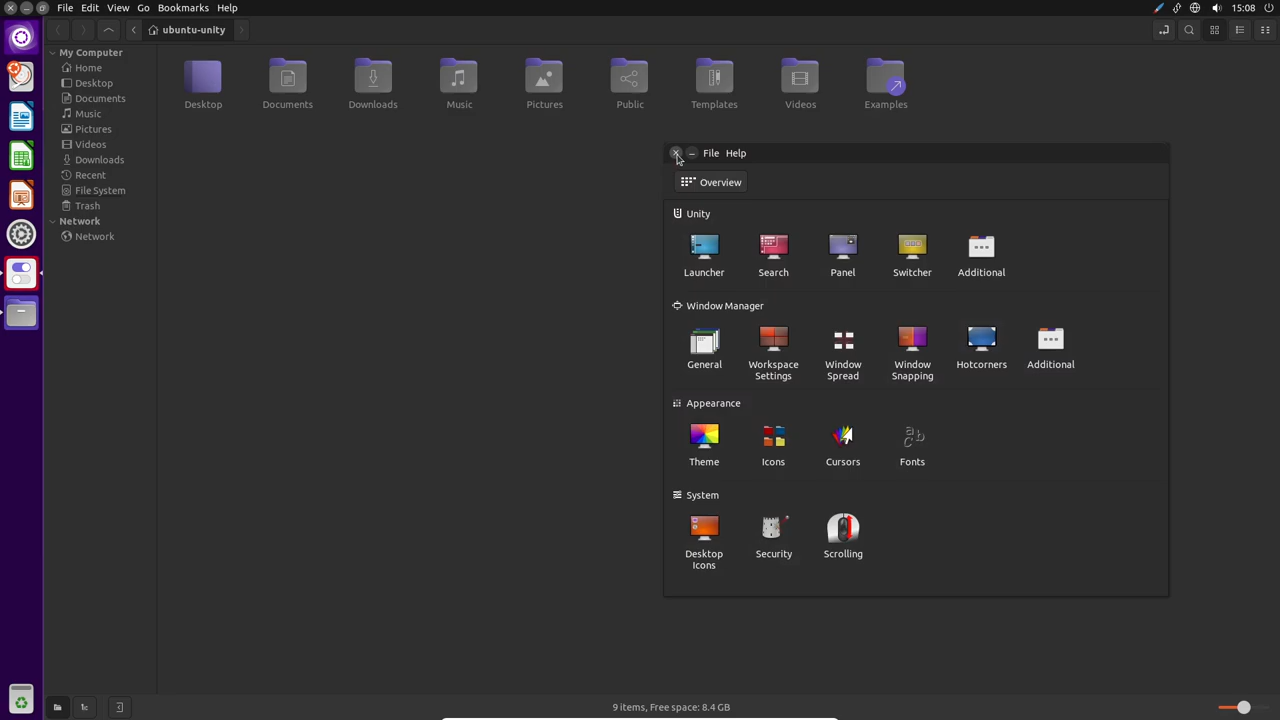 File Edit View Go Bookmarks Help 15:08
ubuntu-unity
My Computer
Home
Desktop
Documents
Music
Pictures
Videos
Downloads
Recent
File System
Trash
Network
Network
Desktop Documents Downloads Music Pictures Public Templates Videos Examples
File Help
Overview
Unity
Launcher Search Panel Switcher Additional
Window Manager
General Workspace Settings Window Spread Window Snapping Hotcorners Additional
Appearance
Theme Icons Cursors Fonts
System
Desktop Icons Security Scrolling
9 items, Free space: 8.4 GB